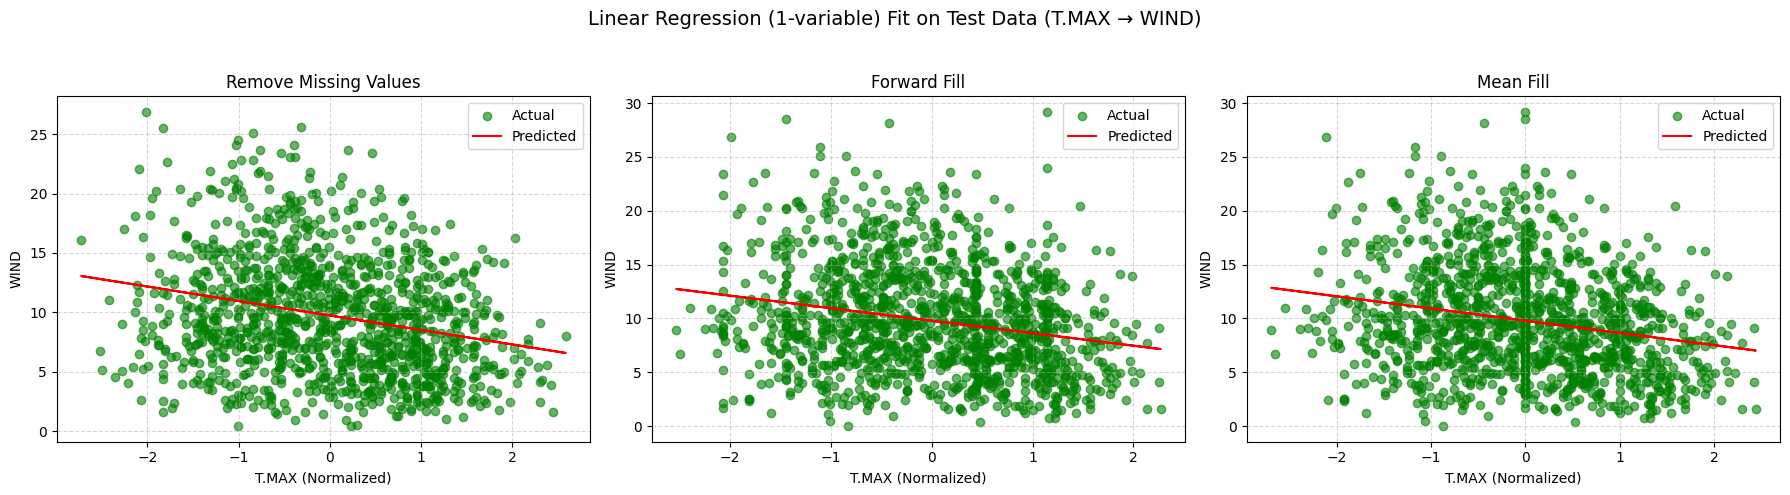 Linear Regression (1-variable) Fit on Test Data (T.MAX → WIND)
Remove Missing Values
Actual
Predicted
25
20
15
10
5
0
WIND
−2
−1
0
1
2
T.MAX (Normalized)
Forward Fill
Actual
Predicted
30
25
20
15
10
5
0
WIND
−2
−1
0
1
2
T.MAX (Normalized)
Mean Fill
Actual
Predicted
30
25
20
15
10
5
0
WIND
−2
−1
0
1
2
T.MAX (Normalized)